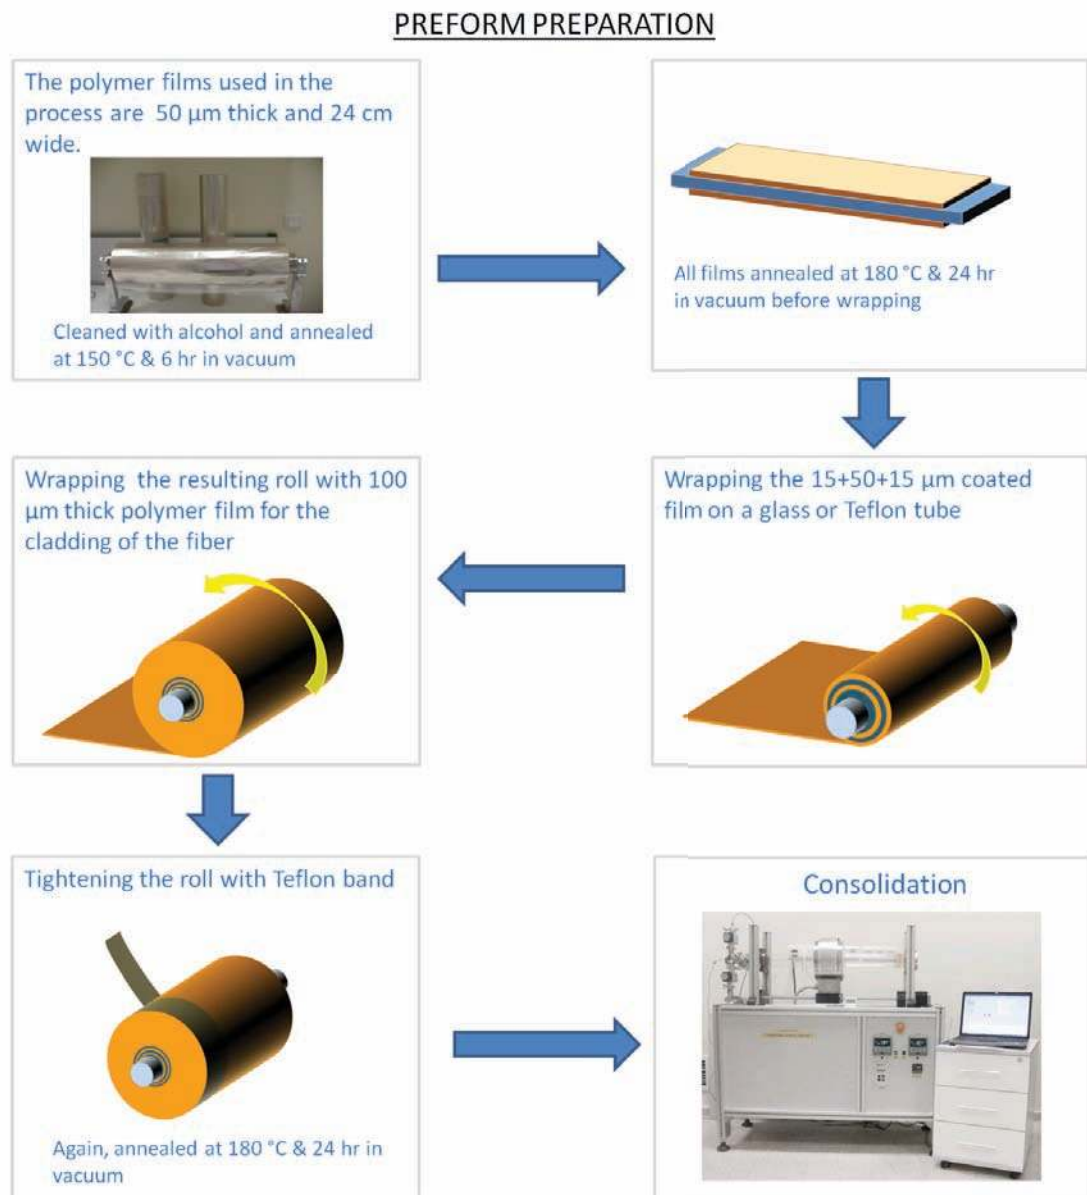 PREFORM PREPARATION
The polymer films used in the
process are 50 µm thick and 24 cm
wide.
Cleaned with alcohol and annealed
at 150 °C & 6 hr in vacuum
All films annealed at 180 °C & 24 hr
in vacuum before wrapping
Wrapping the 15+50+15 µm coated
film on a glass or Teflon tube
Wrapping the resulting roll with 100
µm thick polymer film for the
cladding of the fiber
Tightening the roll with Teflon band
Again, annealed at 180 °C & 24 hr in
vacuum
Consolidation